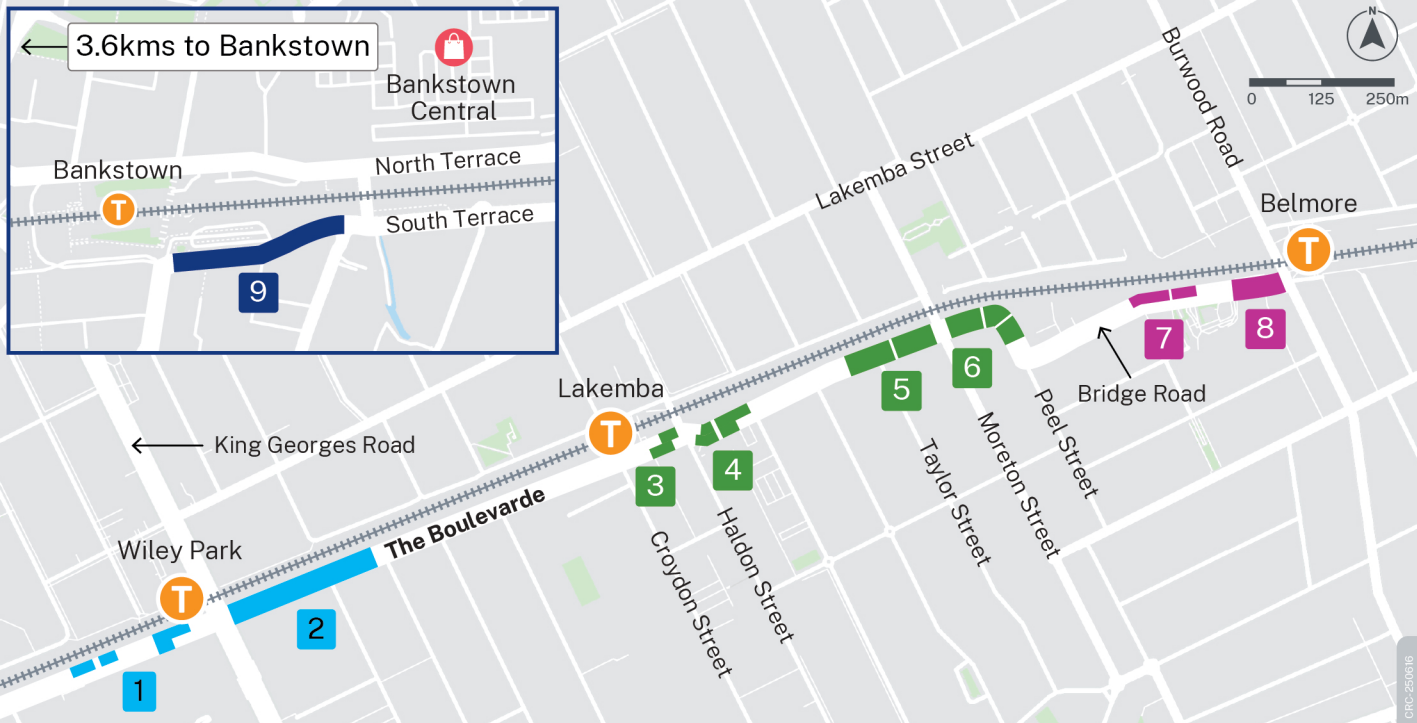 3.6kms to Bankstown
Bankstown
Central
Bankstown
T
North Terrace
South Terrace
9
N
0 125 250m
Burwood Road
Lakemba Street
Belmore
T
7
8
6
5
Bridge Road
Lakemba
T
King Georges Road
3
4
Peel Street
Moreton Street
Taylor Street
The Boulevarde
Haldon Street
Croydon Street
Wiley Park
T
2
1
CRC-250616